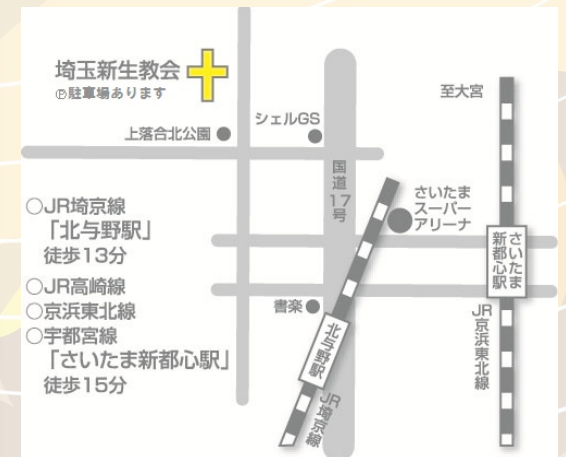 埼玉新生教会
Ⓟ駐車場あります
至大宮
シェルGS
上落合北公園
国道17号
さいたま
スーパー
アリーナ
○JR埼京線
「北与野駅」
徒歩13分
○JR高崎線
○京浜東北線
○宇都宮線
「さいたま新都心駅」
徒歩15分
さいたま
新都心駅
書楽
北与野駅
JR埼京線
JR京浜東北線